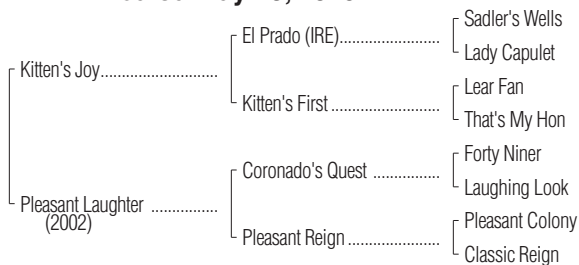 Sadler's Wells
El Prado (IRE)........................
Lady Capulet
Kitten's Joy............................
Lear Fan
Kitten's First ..........................
That's My Hon
Forty Niner
Coronado's Quest ................
Laughing Look
Pleasant Laughter ................
(2002)
Pleasant Colony
Pleasant Reign ......................
Classic Reign